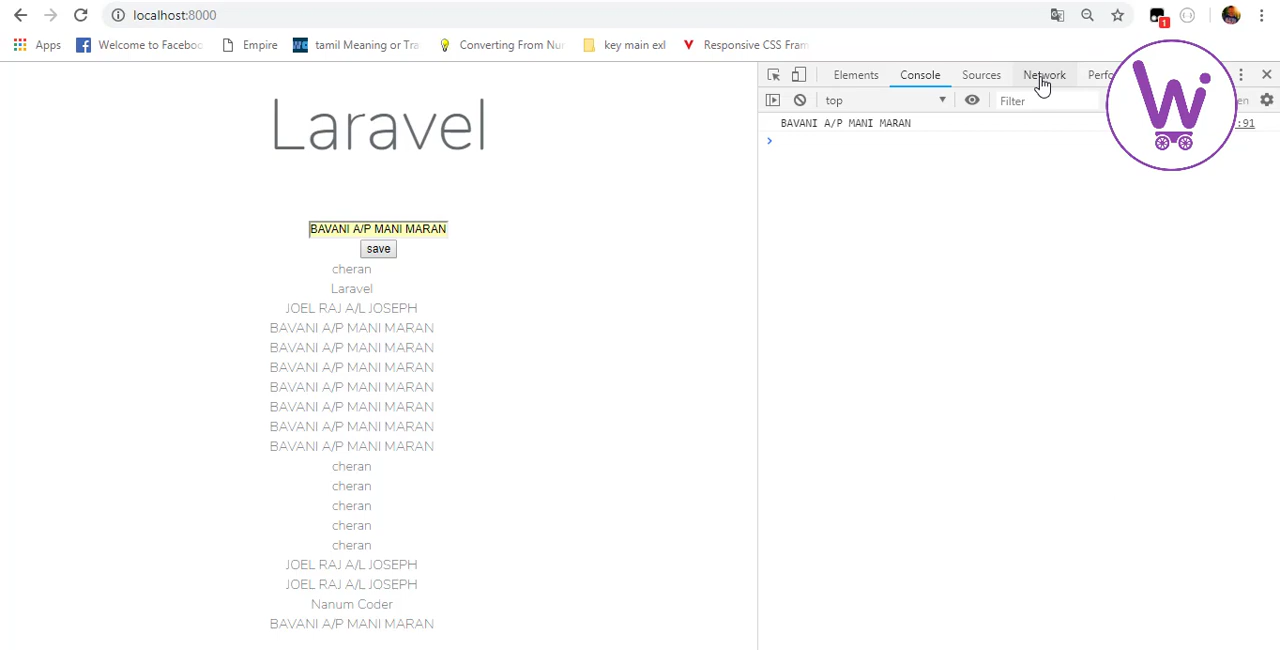 localhost:8000
1
Apps Welcome to Faceboo Empire tamil Meaning or Tra Converting From Nur key main exl Responsive CSS Fram
Elements Console Sources Network Perfo
top Filter
BAVANI A/P MANI MARAN :91
Laravel
BAVANI A/P MANI MARAN
save
cheran
Laravel
JOEL RAJ A/L JOSEPH
BAVANI A/P MANI MARAN
BAVANI A/P MANI MARAN
BAVANI A/P MANI MARAN
BAVANI A/P MANI MARAN
BAVANI A/P MANI MARAN
BAVANI A/P MANI MARAN
BAVANI A/P MANI MARAN
cheran
cheran
cheran
cheran
cheran
JOEL RAJ A/L JOSEPH
JOEL RAJ A/L JOSEPH
Nanum Coder
BAVANI A/P MANI MARAN